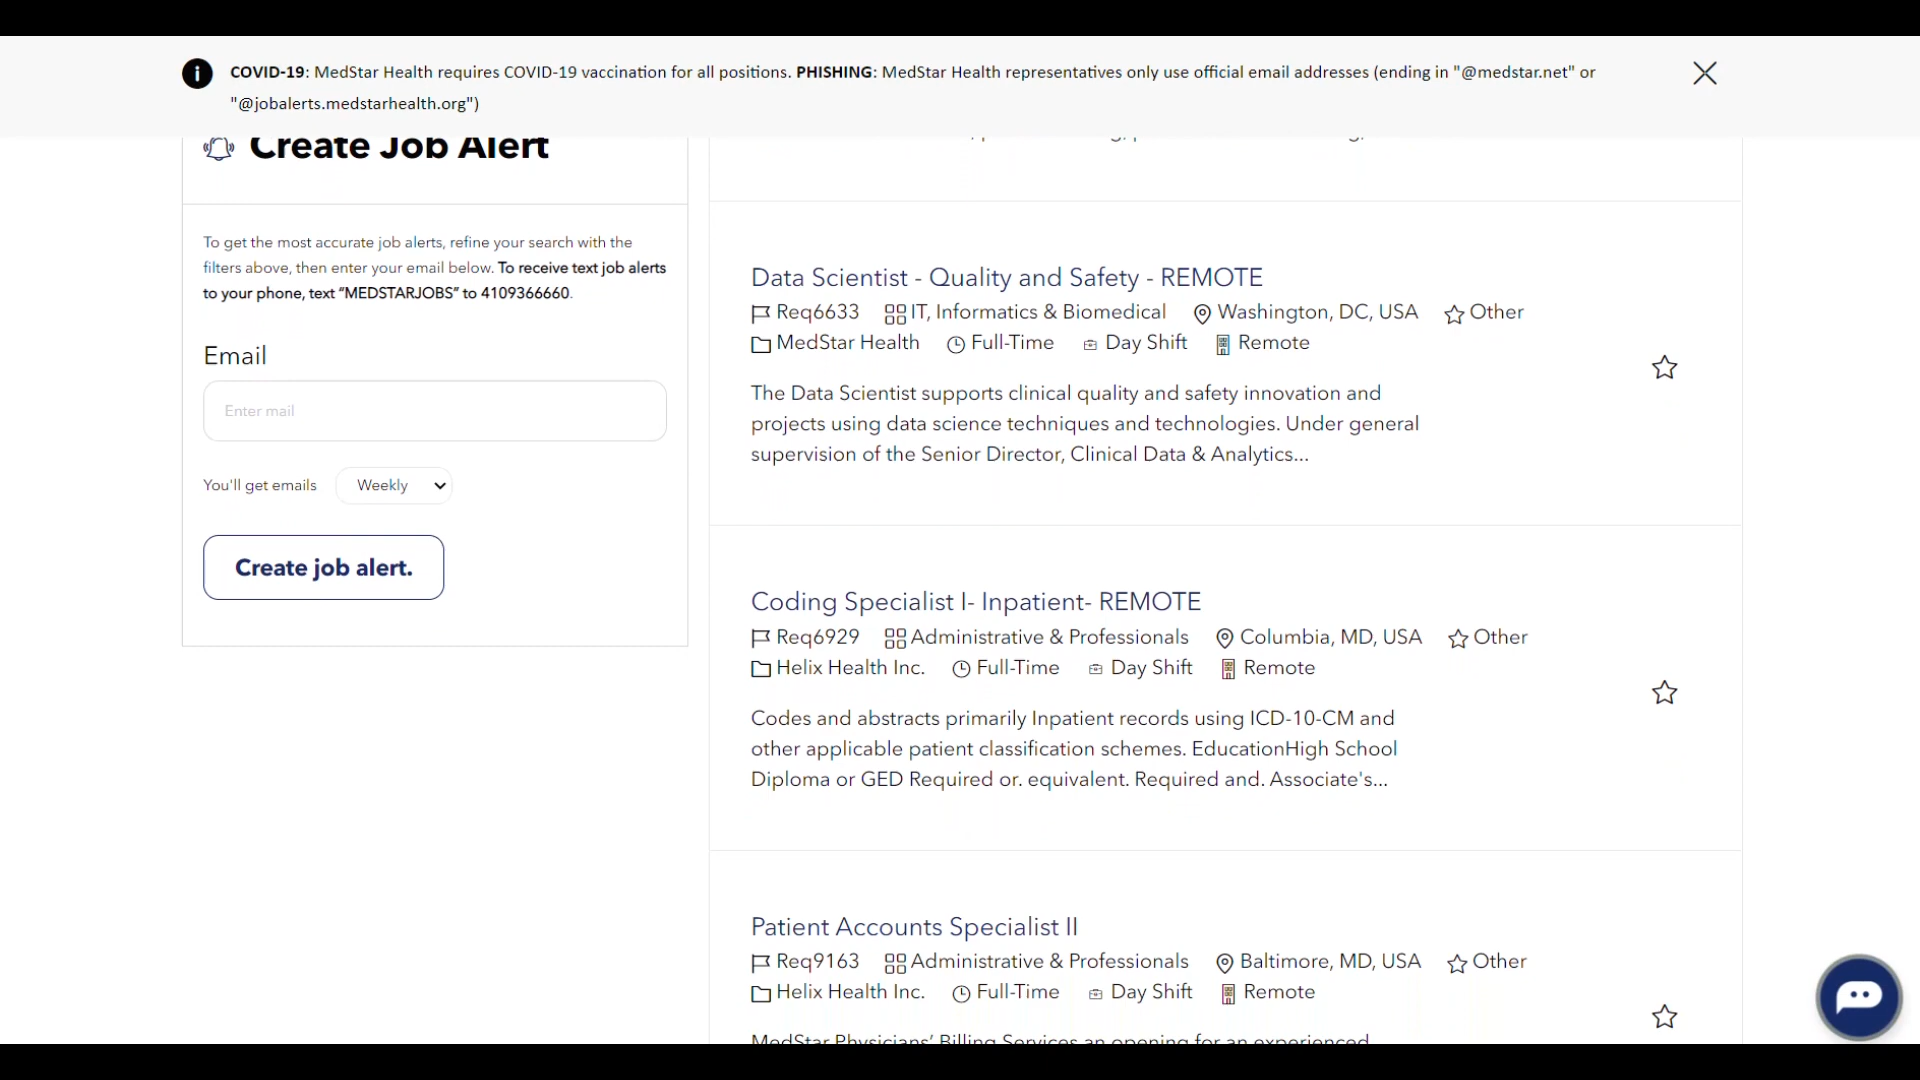 COVID-19: MedStar Health requires COVID-19 vaccination for all positions. PHISHING: MedStar Health representatives only use official email addresses (ending in "@medstar.net" or
"@jobalerts.medstarhealth.org")
Create Job Alert
To get the most accurate job alerts, refine your search with the
filters above, then enter your email below. To receive text job alerts
to your phone, text “MEDSTARJOBS” to 4109366660.
Email
Enter mail
You'll get emails Weekly
Create job alert.
Data Scientist - Quality and Safety - REMOTE
Req6633 IT, Informatics & Biomedical Washington, DC, USA Other
MedStar Health Full-Time Day Shift Remote
The Data Scientist supports clinical quality and safety innovation and
projects using data science techniques and technologies. Under general
supervision of the Senior Director, Clinical Data & Analytics...
Coding Specialist I- Inpatient- REMOTE
Req6929 Administrative & Professionals Columbia, MD, USA Other
Helix Health Inc. Full-Time Day Shift Remote
Codes and abstracts primarily Inpatient records using ICD-10-CM and
other applicable patient classification schemes. EducationHigh School
Diploma or GED Required or. equivalent. Required and. Associate's...
Patient Accounts Specialist II
Req9163 Administrative & Professionals Baltimore, MD, USA Other
Helix Health Inc. Full-Time Day Shift Remote
MedStar Physicians’ Billing Services an opening for an experienced